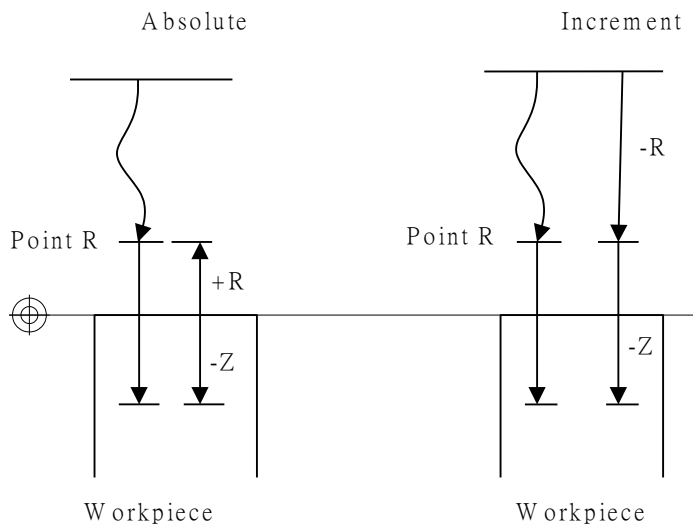 Absolute
Increment
-R
Point R
Point R
+R
-Z
-Z
Workpiece
Workpiece